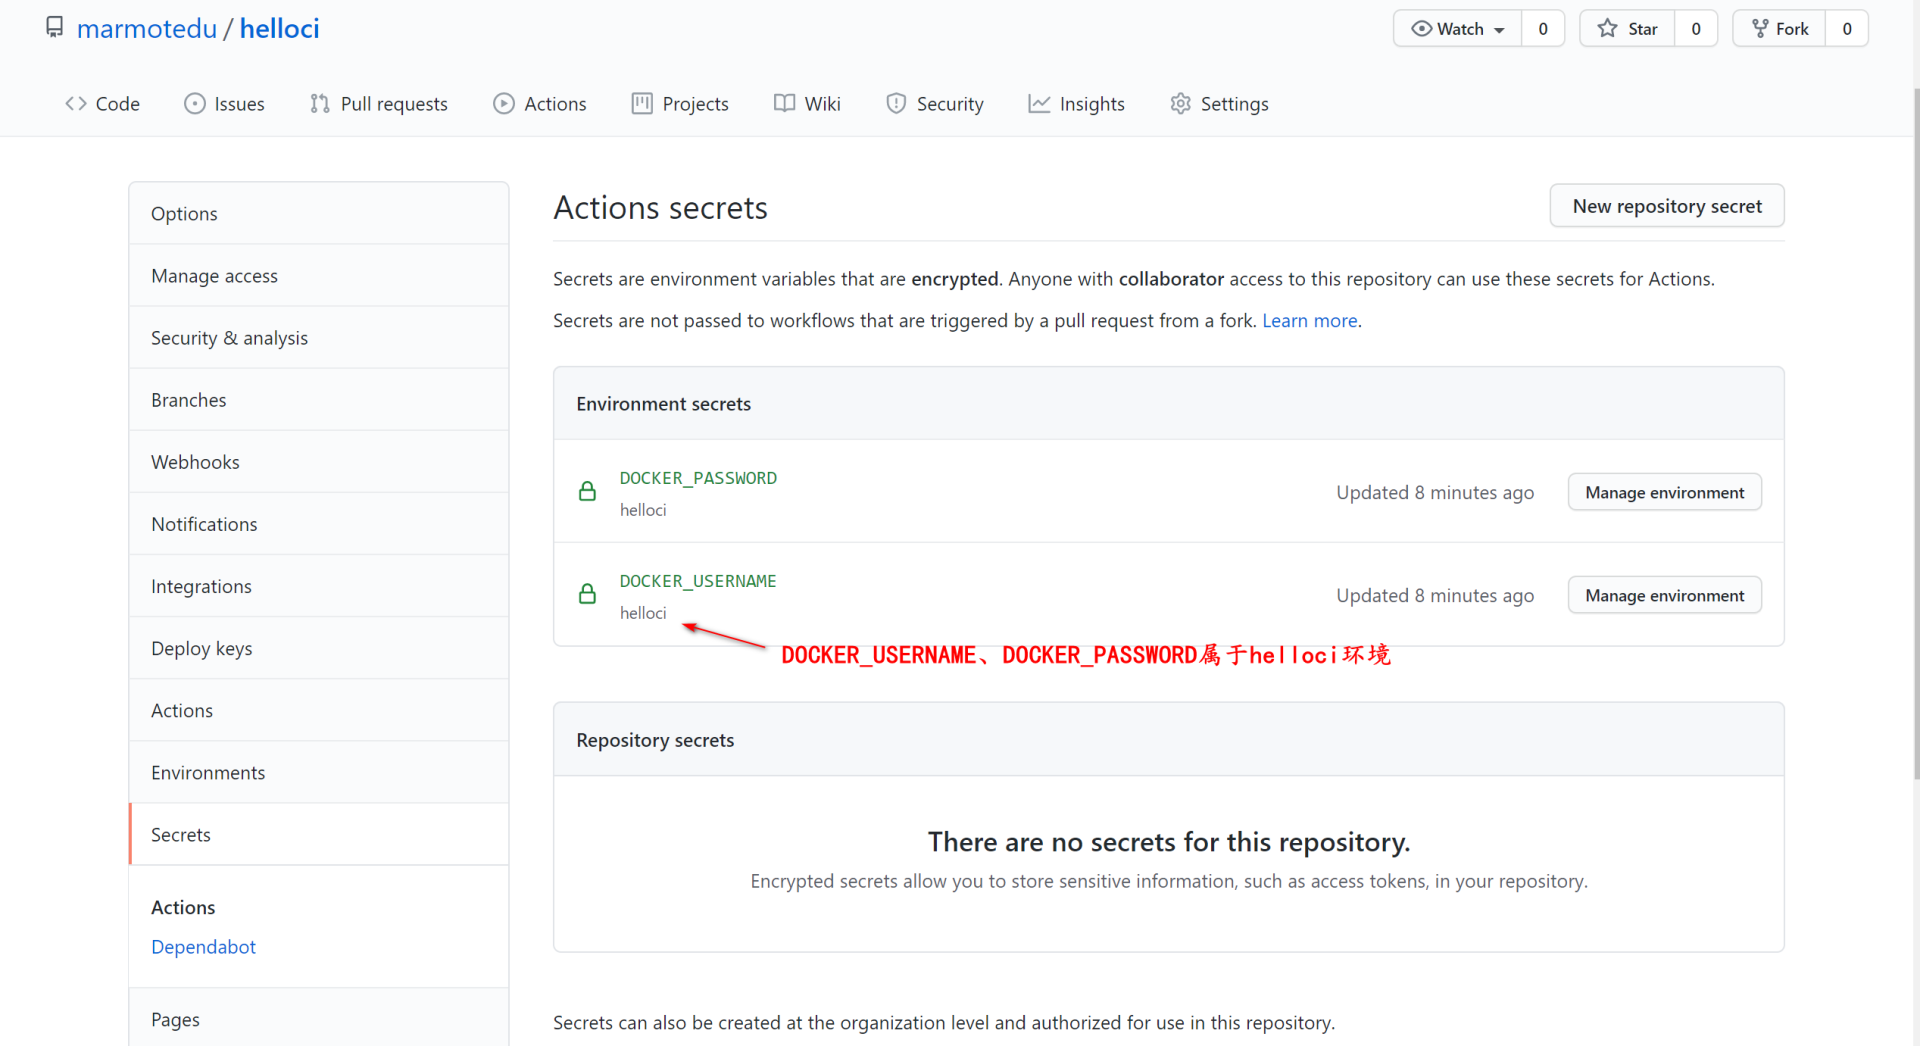 marmotedu / helloci
Watch 0 Star 0 Fork 0
Code Issues Pull requests Actions Projects Wiki Security Insights Settings
Options
Manage access
Security & analysis
Branches
Webhooks
Notifications
Integrations
Deploy keys
Actions
Environments
Secrets
Actions
Dependabot
Pages
Actions secrets
New repository secret
Secrets are environment variables that are encrypted. Anyone with collaborator access to this repository can use these secrets for Actions.
Secrets are not passed to workflows that are triggered by a pull request from a fork. Learn more.
Environment secrets
DOCKER_PASSWORD
helloci
Updated 8 minutes ago
Manage environment
DOCKER_USERNAME
helloci
Updated 8 minutes ago
Manage environment
DOCKER_USERNAME、DOCKER_PASSWORD属于helloci环境
Repository secrets
There are no secrets for this repository.
Encrypted secrets allow you to store sensitive information, such as access tokens, in your repository.
Secrets can also be created at the organization level and authorized for use in this repository.